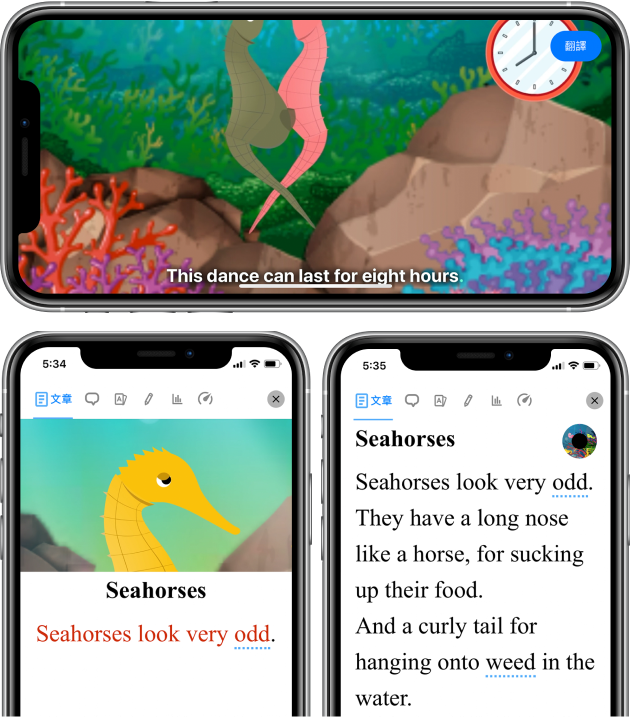 翻譯
This dance can last for eight hours.
5:34
文章
Seahorses
Seahorses look very odd.
5:35
文章
Seahorses
Seahorses look very odd.
They have a long nose
like a horse, for sucking
up their food.
And a curly tail for
hanging onto weed in the
water.